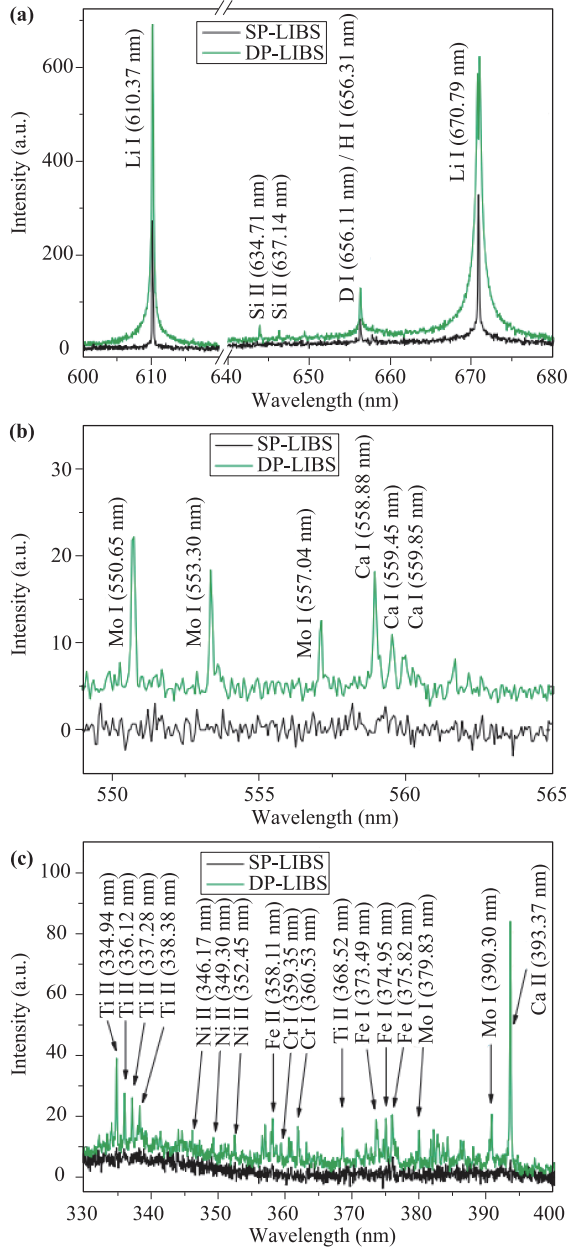 (a)
SP-LIBS
DP-LIBS
Intensity (a.u.)
600
400
200
0
Li I (610.37 nm)
Si II (634.71 nm)
Si II (637.14 nm)
D I (656.11 nm) / H I (656.31 nm)
Li I (670.79 nm)
600 610 640 650 660 670 680
Wavelength (nm)
(b)
SP-LIBS
DP-LIBS
Intensity (a.u.)
30
20
10
0
Mo I (550.65 nm)
Mo I (553.30 nm)
Mo I (557.04 nm)
Ca I (558.88 nm)
Ca I (559.45 nm)
Ca I (559.85 nm)
550 555 560 565
Wavelength (nm)
(c)
SP-LIBS
DP-LIBS
Intensity (a.u.)
100
80
60
40
20
0
Ti II (334.94 nm)
Ti II (336.12 nm)
Ti II (337.28 nm)
Ti II (338.38 nm)
Ni II (346.17 nm)
Ni II (349.30 nm)
Ni II (352.45 nm)
Fe II (358.11 nm)
Cr I (359.35 nm)
Cr I (360.53 nm)
Ti II (368.52 nm)
Fe I (373.49 nm)
Fe I (374.95 nm)
Fe I (375.82 nm)
Mo I (379.83 nm)
Mo I (390.30 nm)
Ca II (393.37 nm)
330 340 350 360 370 380 390 400
Wavelength (nm)